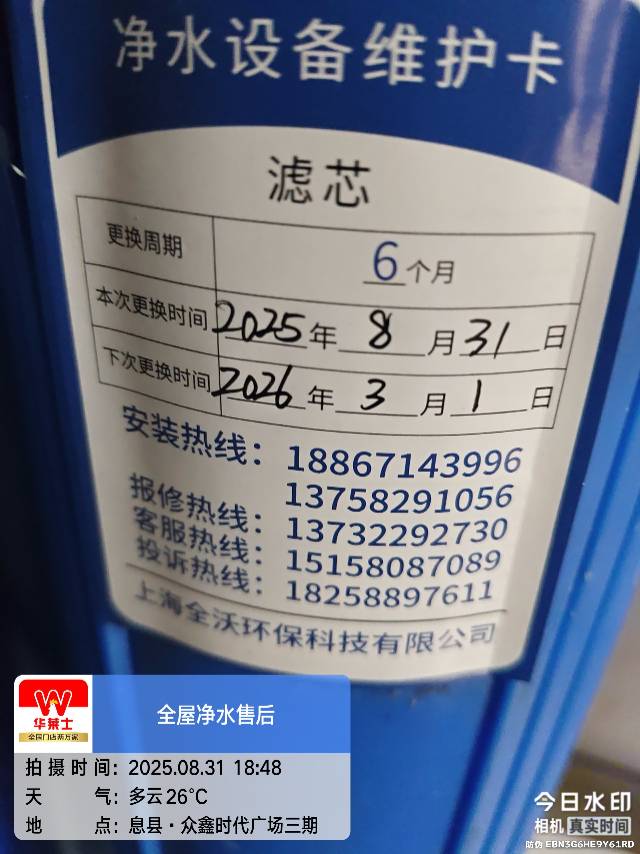 净水设备维护卡
滤芯
更换周期 6个月
本次更换时间 2025年8月31日
下次更换时间 2026年3月1日
安装热线: 18867143996
13758291056
报修热线: 13732292730
客服热线: 15158087089
投诉热线: 18258897611
上海全沃环保科技有限公司
华莱士
全国门店两万家
全屋净水售后
拍摄时间: 2025.08.31 18:48
天气: 多云26℃
地点: 息县·众鑫时代广场三期
今日水印
相机 真实时间
防伪 EBN3G6HE9Y61RD